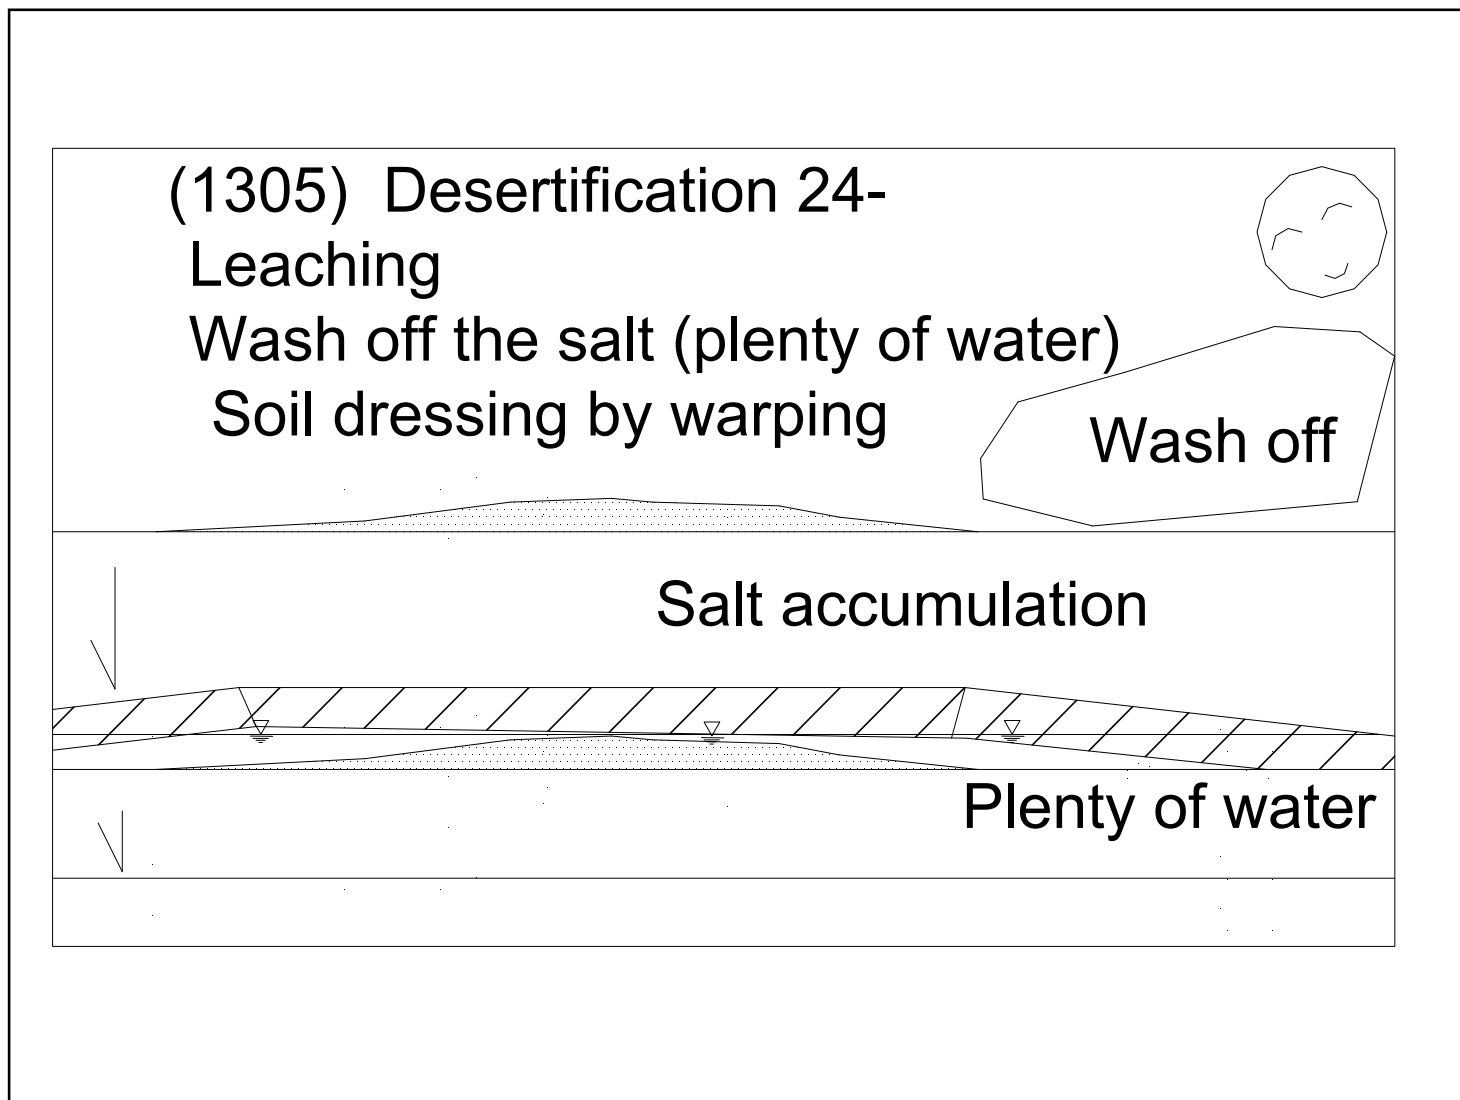 (1305) Desertification 24-
Leaching
Wash off the salt (plenty of water)
Soil dressing by warping
Wash off
Salt accumulation
Plenty of water